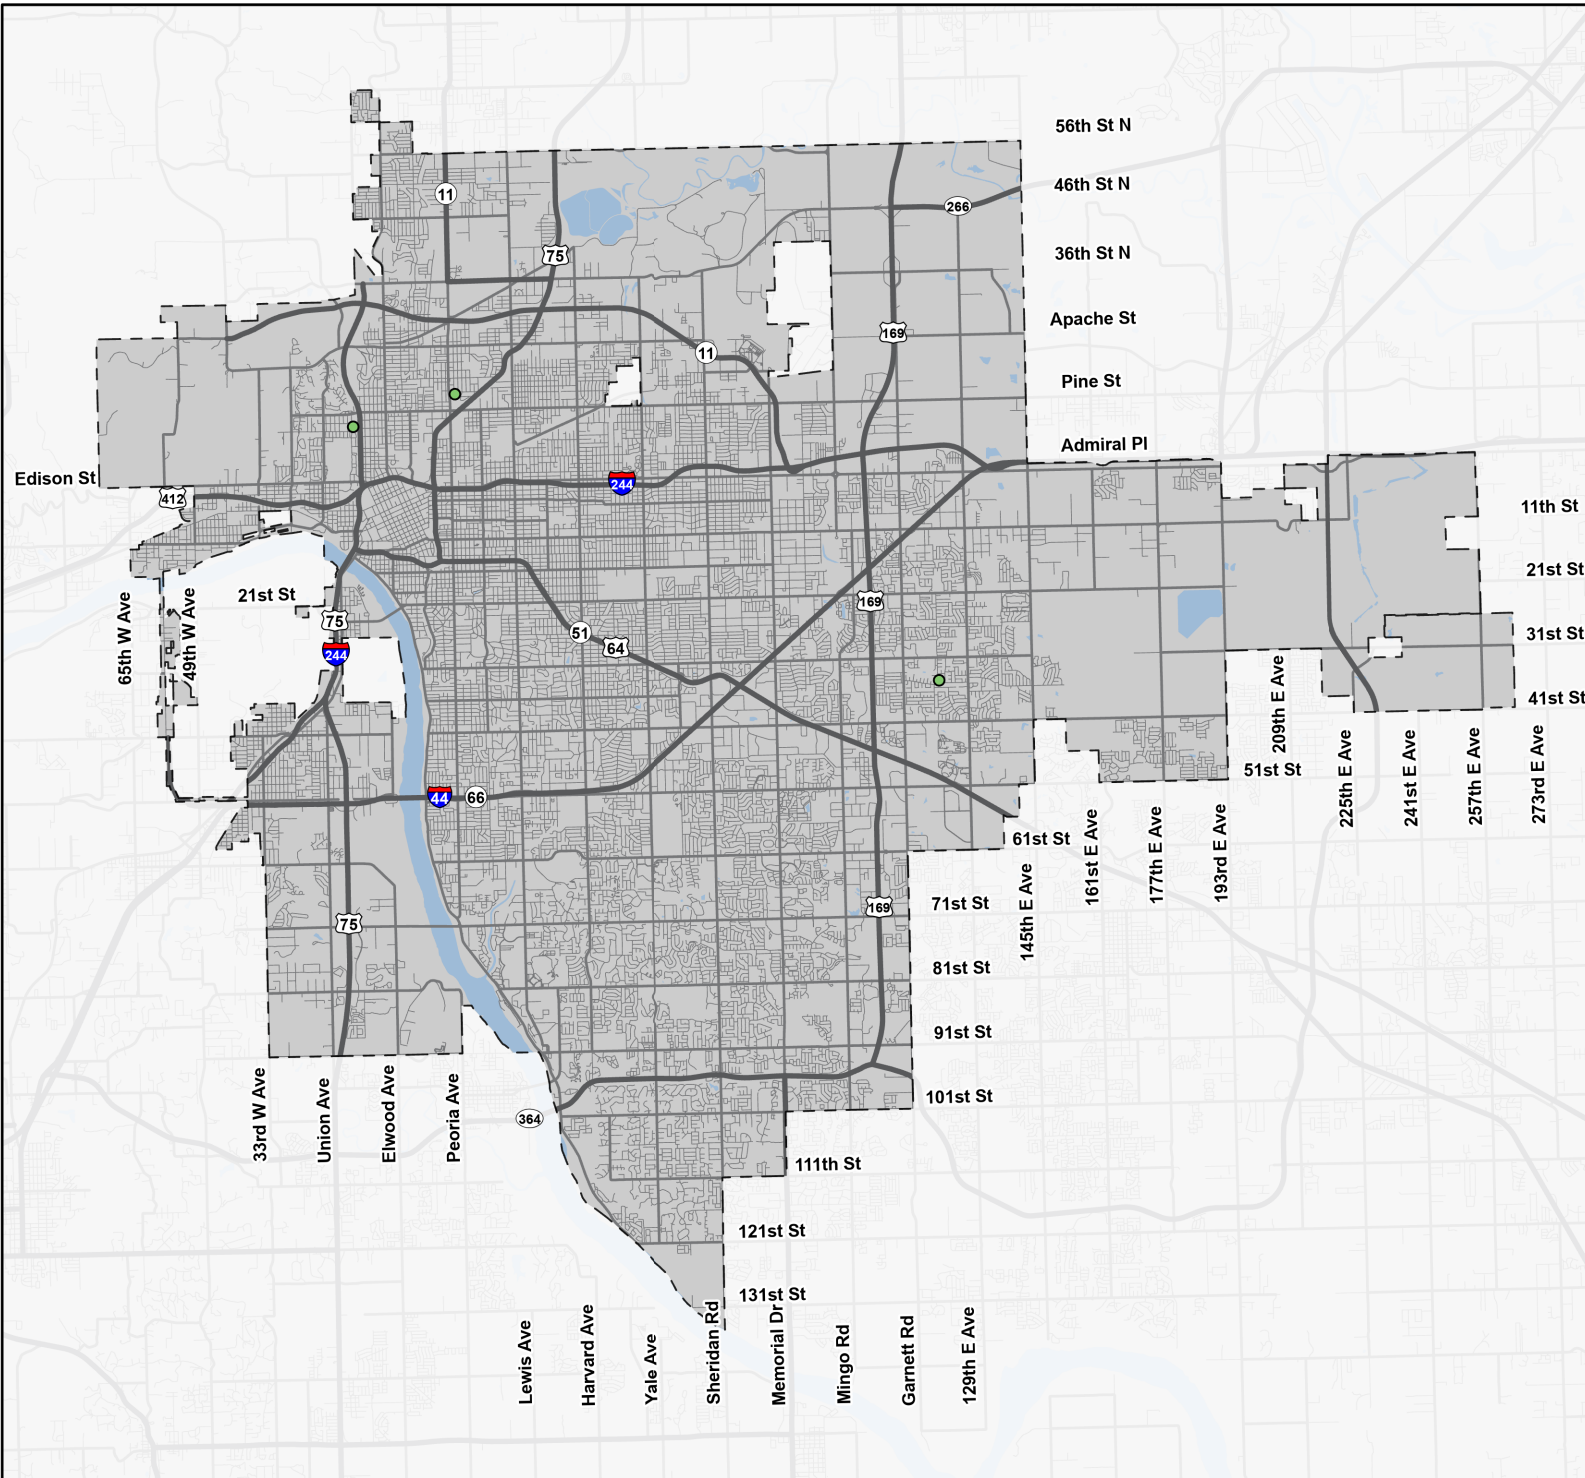 56th St N
46th St N
11
266
36th St N
75
Apache St
169
11
Pine St
Admiral Pl
Edison St
412
244
11th St
21st St
21st St
65th W Ave
49th W Ave
75
169
51
64
31st St
244
209th E Ave
41st St
51st St
225th E Ave
241st E Ave
257th E Ave
273rd E Ave
44
66
61st St
145th E Ave
161st E Ave
177th E Ave
193rd E Ave
71st St
169
75
81st St
91st St
101st St
33rd W Ave
Union Ave
Elwood Ave
Peoria Ave
364
111th St
121st St
131st St
Lewis Ave
Harvard Ave
Yale Ave
Sheridan Rd
Memorial Dr
Mingo Rd
Garnett Rd
129th E Ave